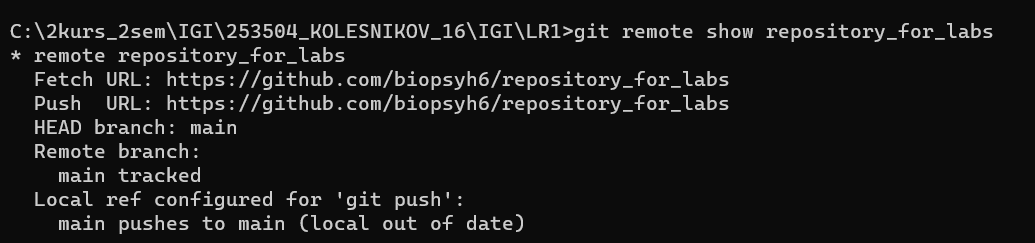 C:\2kurs_2sem\IGI\253504_KOLESNIKOV_16\IGI\LR1>git remote show repository_for_labs
* remote repository_for_labs
  Fetch URL: https://github.com/biopsyh6/repository_for_labs
  Push  URL: https://github.com/biopsyh6/repository_for_labs
  HEAD branch: main
  Remote branch:
    main tracked
  Local ref configured for 'git push':
    main pushes to main (local out of date)